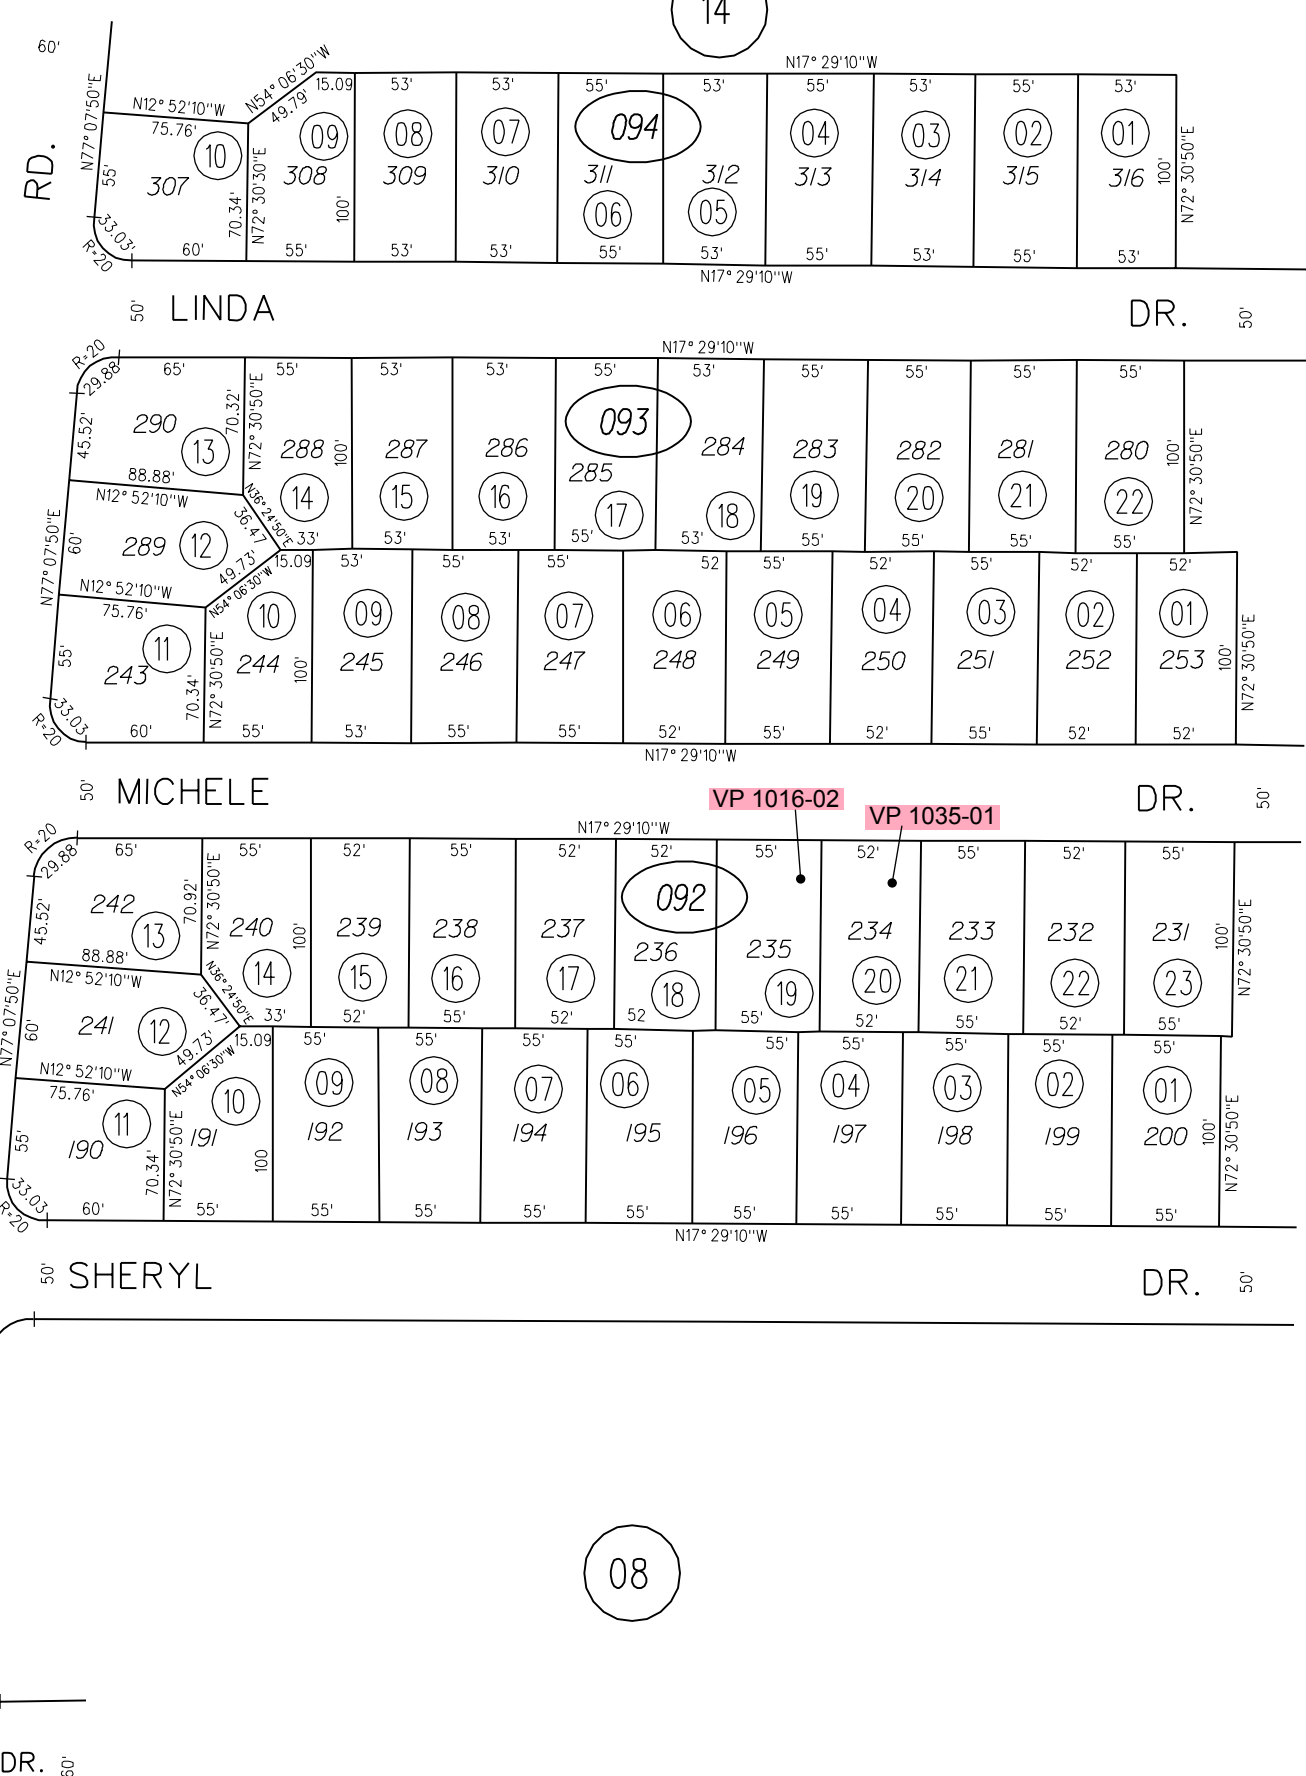 14
60'
N54° 06'30"W
N17° 29'10"W
N77° 07'50"E
N12° 52'10"W
75.76'
49.79'
15.09 53' 53' 55' 53' 55' 53' 55' 53'
094
10 09 08 07 04 03 02 01
RD.
55'
307 308 309 310 311 312 313 314 315 316
06 05
70.34'
N72° 30'30"E
100'
100'
N72° 30'50"E
33.03'
R=20
60' 55' 53' 53' 55' 53' 55' 53' 55' 53'
N17° 29'10"W
50' LINDA DR. 50'
R=20
29.88
N17° 29'10"W
65' 55' 53' 53' 55' 53' 55' 55' 55' 55'
45.52'
70.32'
N72° 30'50"E
093
290 288 287 286 285 284 283 282 281 280
100'
100'
N72° 30'50"E
13 14 15 16 17 18 19 20 21 22
88.88'
N12° 52'10"W
N36° 24'50"E
36.47
33' 53' 53' 55' 53' 55' 55' 55' 55'
N77° 07'50"E
60'
289 12
49.73'
N54° 06'30"W
15.09 53' 55' 55' 52 55' 52' 55' 52' 52'
N12° 52'10"W
75.76'
11 10 09 08 07 06 05 04 03 02 01
55'
243 244 245 246 247 248 249 250 251 252 253
70.34'
N72° 30'50"E
100'
100'
N72° 30'50"E
33.03
R=20
60' 55' 53' 55' 55' 52' 55' 52' 55' 52' 52'
N17° 29'10"W
50' MICHELE DR. 50'
VP 1016-02
VP 1035-01
R=20
29.88
N17° 29'10"W
65' 55' 52' 55' 52' 52' 55' 52' 55' 52' 55'
45.52'
70.92'
N72° 30'50"E
092
242 240 239 238 237 236 235 234 233 232 231
100'
100'
N72° 30'50"E
13 14 15 16 17 18 19 20 21 22 23
88.88'
N12° 52'10"W
N36° 24'50"E
36.47'
33' 52' 55' 52' 52 55' 52' 55' 52' 55'
N77° 07'50"E
60'
241 12
49.73'
N54° 06'30"W
15.09 55' 55' 55' 55' 55' 55' 55' 55' 55'
N12° 52'10"W
75.76'
11 10 09 08 07 06 05 04 03 02 01
55'
190 191 192 193 194 195 196 197 198 199 200
70.34'
N72° 30'50"E
100
100'
N72° 30'50"E
33.03
R=20
60' 55' 55' 55' 55' 55' 55' 55' 55' 55' 55'
N17° 29'10"W
50' SHERYL DR. 50'
08
DR. 60'